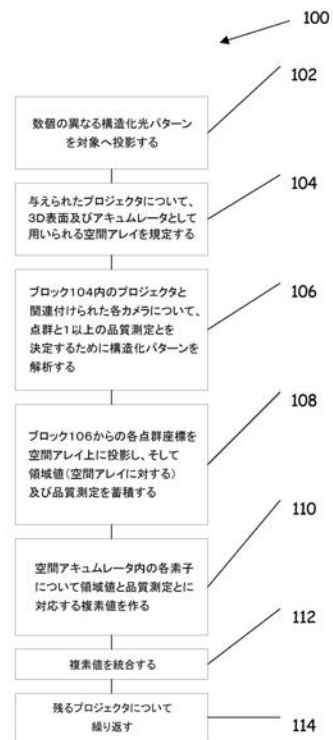 100
102
数個の異なる構造化光パターン
を対象へ投影する
104
与えられたプロジェクタについて、
3D表面及びアキュムレータとして
用いられる空間アレイを規定する
106
ブロック104内のプロジェクタと
関連付けられた各カメラについて、
点群と1以上の品質測定とを
決定するために構造化パターンを
解析する
108
ブロック106からの各点群座標を
空間アレイ上に投影し、そして
領域値(空間アレイに対する)
及び品質測定を蓄積する
110
空間アキュムレータ内の各素子
について領域値と品質測定とに
対応する複素値を作る
112
複素値を統合する
114
残るプロジェクタについて
繰り返す